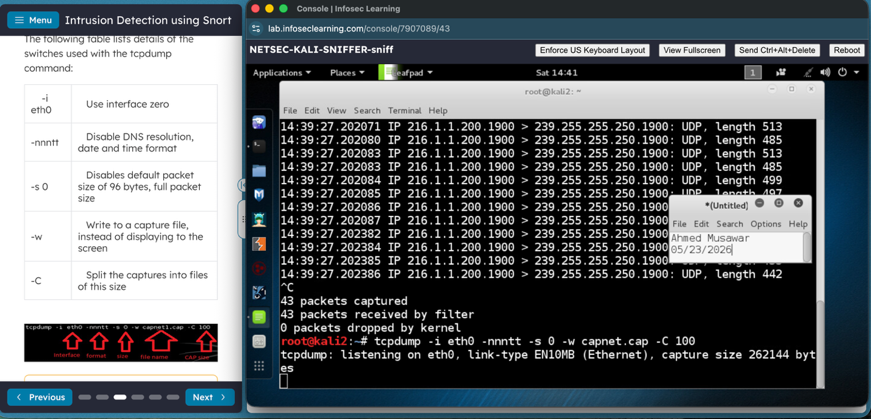 Menu
Intrusion Detection using Snort
The following table lists details of the
switches used with the tcpdump
command:
-i
eth0
Use interface zero
-nnntt
Disable DNS resolution,
date and time format
-s 0
Disables default packet
size of 96 bytes, full packet
size
-w
Write to a capture file,
instead of displaying to the
screen
-C
Split the captures into files
of this size
tcpdump -i eth0 -nnntt -s 0 -w capnet1.cap -C 100
interface format size file name CAP size
Previous
Next
Console | Infosec Learning
lab.infoseclearning.com/console/7907089/43
NETSEC-KALI-SNIFFER-sniff
Enforce US Keyboard Layout
View Fullscreen
Send Ctrl+Alt+Delete
Reboot
Applications
Places
Leafpad
Sat 14:41
1
root@kali2: ~
File Edit View Search Terminal Help
14:39:27.202071 IP 216.1.1.200.1900 > 239.255.255.250.1900: UDP, length 513
14:39:27.202080 IP 216.1.1.200.1900 > 239.255.255.250.1900: UDP, length 485
14:39:27.202083 IP 216.1.1.200.1900 > 239.255.255.250.1900: UDP, length 513
14:39:27.202083 IP 216.1.1.200.1900 > 239.255.255.250.1900: UDP, length 485
14:39:27.202084 IP 216.1.1.200.1900 > 239.255.255.250.1900: UDP, length 499
14:39:27.202085 IP 216.1.1.200.1900 > 239.255.255.250.1900: UDP, length 497
14:39:27.202086 IP 216.1.1.200.1900 > 239.255.255.250.1900
14:39:27.202087 IP 216.1.1.200.1900 > 239.255.255.250.1900
14:39:27.202382 IP 216.1.1.200.1900 > 239.255.255.250.1900
14:39:27.202384 IP 216.1.1.200.1900 > 239.255.255.250.1900
14:39:27.202385 IP 216.1.1.200.1900 > 239.255.255.250.1900
14:39:27.202386 IP 216.1.1.200.1900 > 239.255.255.250.1900: UDP, length 442
^C
43 packets captured
43 packets received by filter
0 packets dropped by kernel
root@kali2:~# tcpdump -i eth0 -nnntt -s 0 -w capnet.cap -C 100
tcpdump: listening on eth0, link-type EN10MB (Ethernet), capture size 262144 byt
es
*(Untitled)
File Edit Search Options Help
Ahmed Musawar
05/23/2026